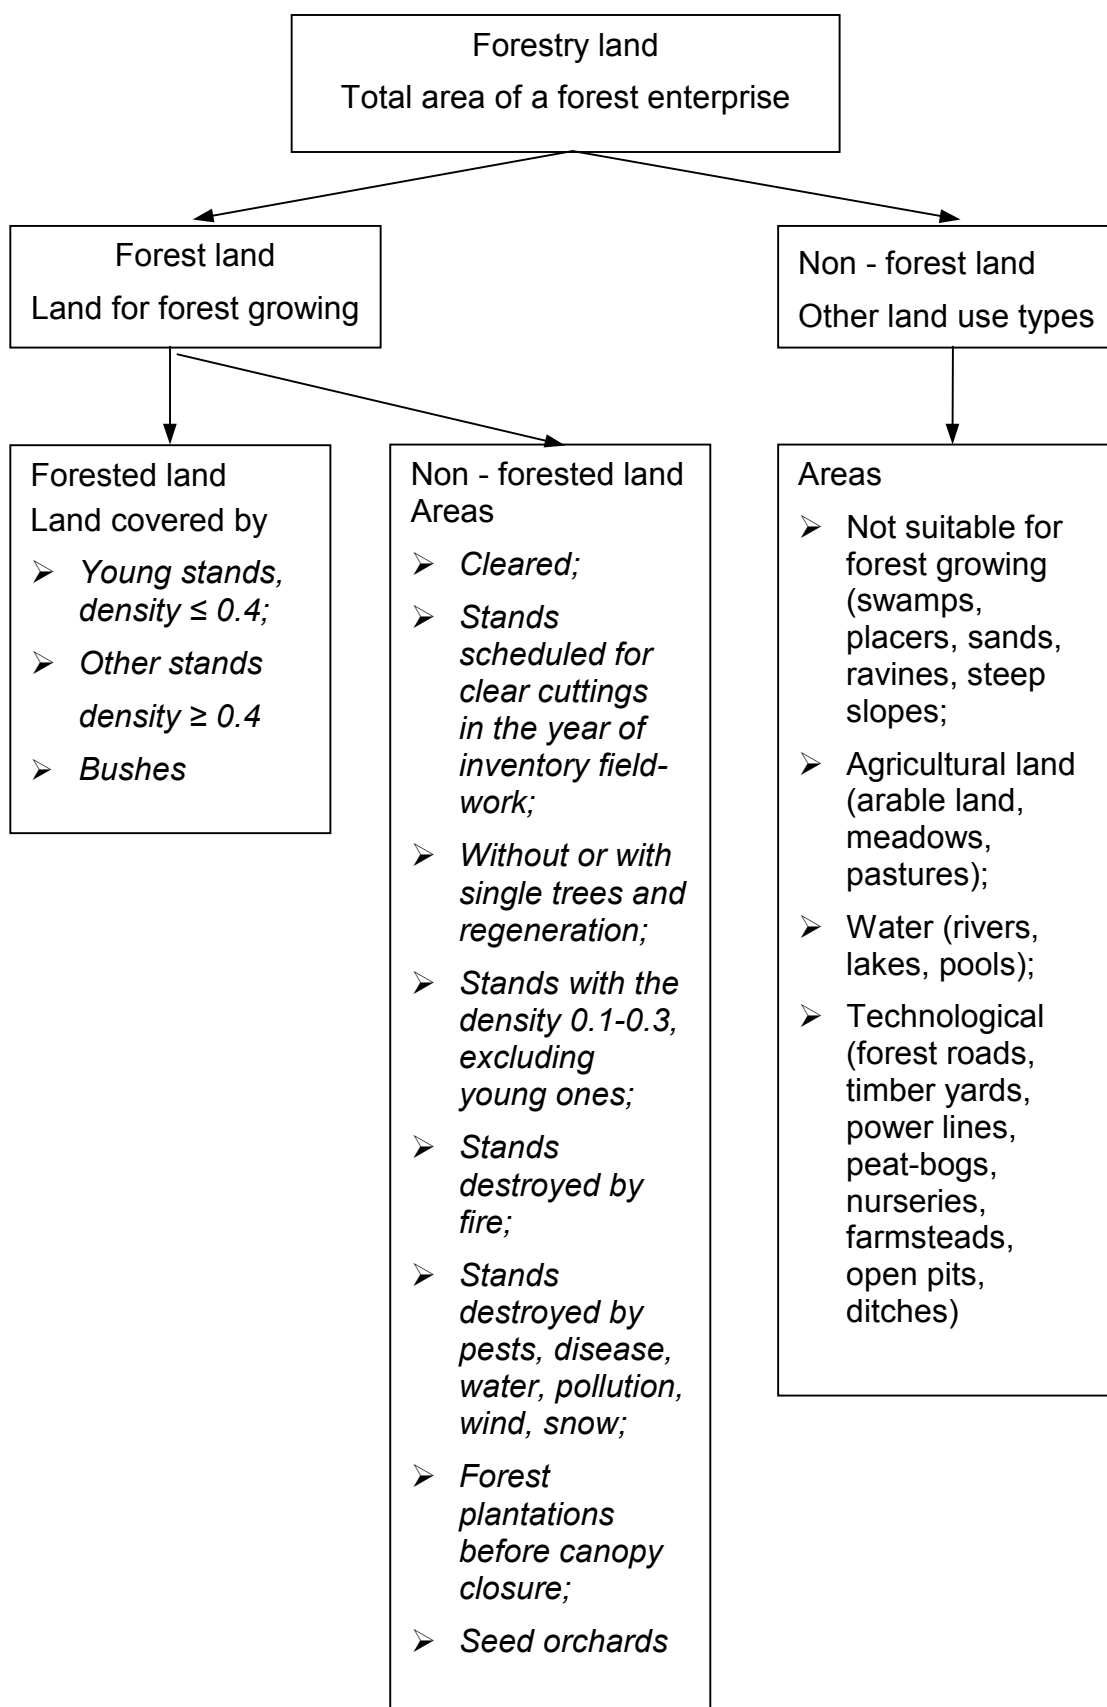 Forestry land
Total area of a forest enterprise
Forest land
Land for forest growing
Non - forest land
Other land use types
Forested land
Land covered by
➢ Young stands,
density ≤ 0.4;
➢ Other stands
density ≥ 0.4
➢ Bushes
Non - forested land
Areas
➢ Cleared;
➢ Stands
scheduled for
clear cuttings
in the year of
inventory field-
work;
➢ Without or with
single trees and
regeneration;
➢ Stands with the
density 0.1-0.3,
excluding
young ones;
➢ Stands
destroyed by
fire;
➢ Stands
destroyed by
pests, disease,
water, pollution,
wind, snow;
➢ Forest
plantations
before canopy
closure;
➢ Seed orchards
Areas
➢ Not suitable for
forest growing
(swamps,
placers, sands,
ravines, steep
slopes;
➢ Agricultural land
(arable land,
meadows,
pastures);
➢ Water (rivers,
lakes, pools);
➢ Technological
(forest roads,
timber yards,
power lines,
peat-bogs,
nurseries,
farmsteads,
open pits,
ditches)